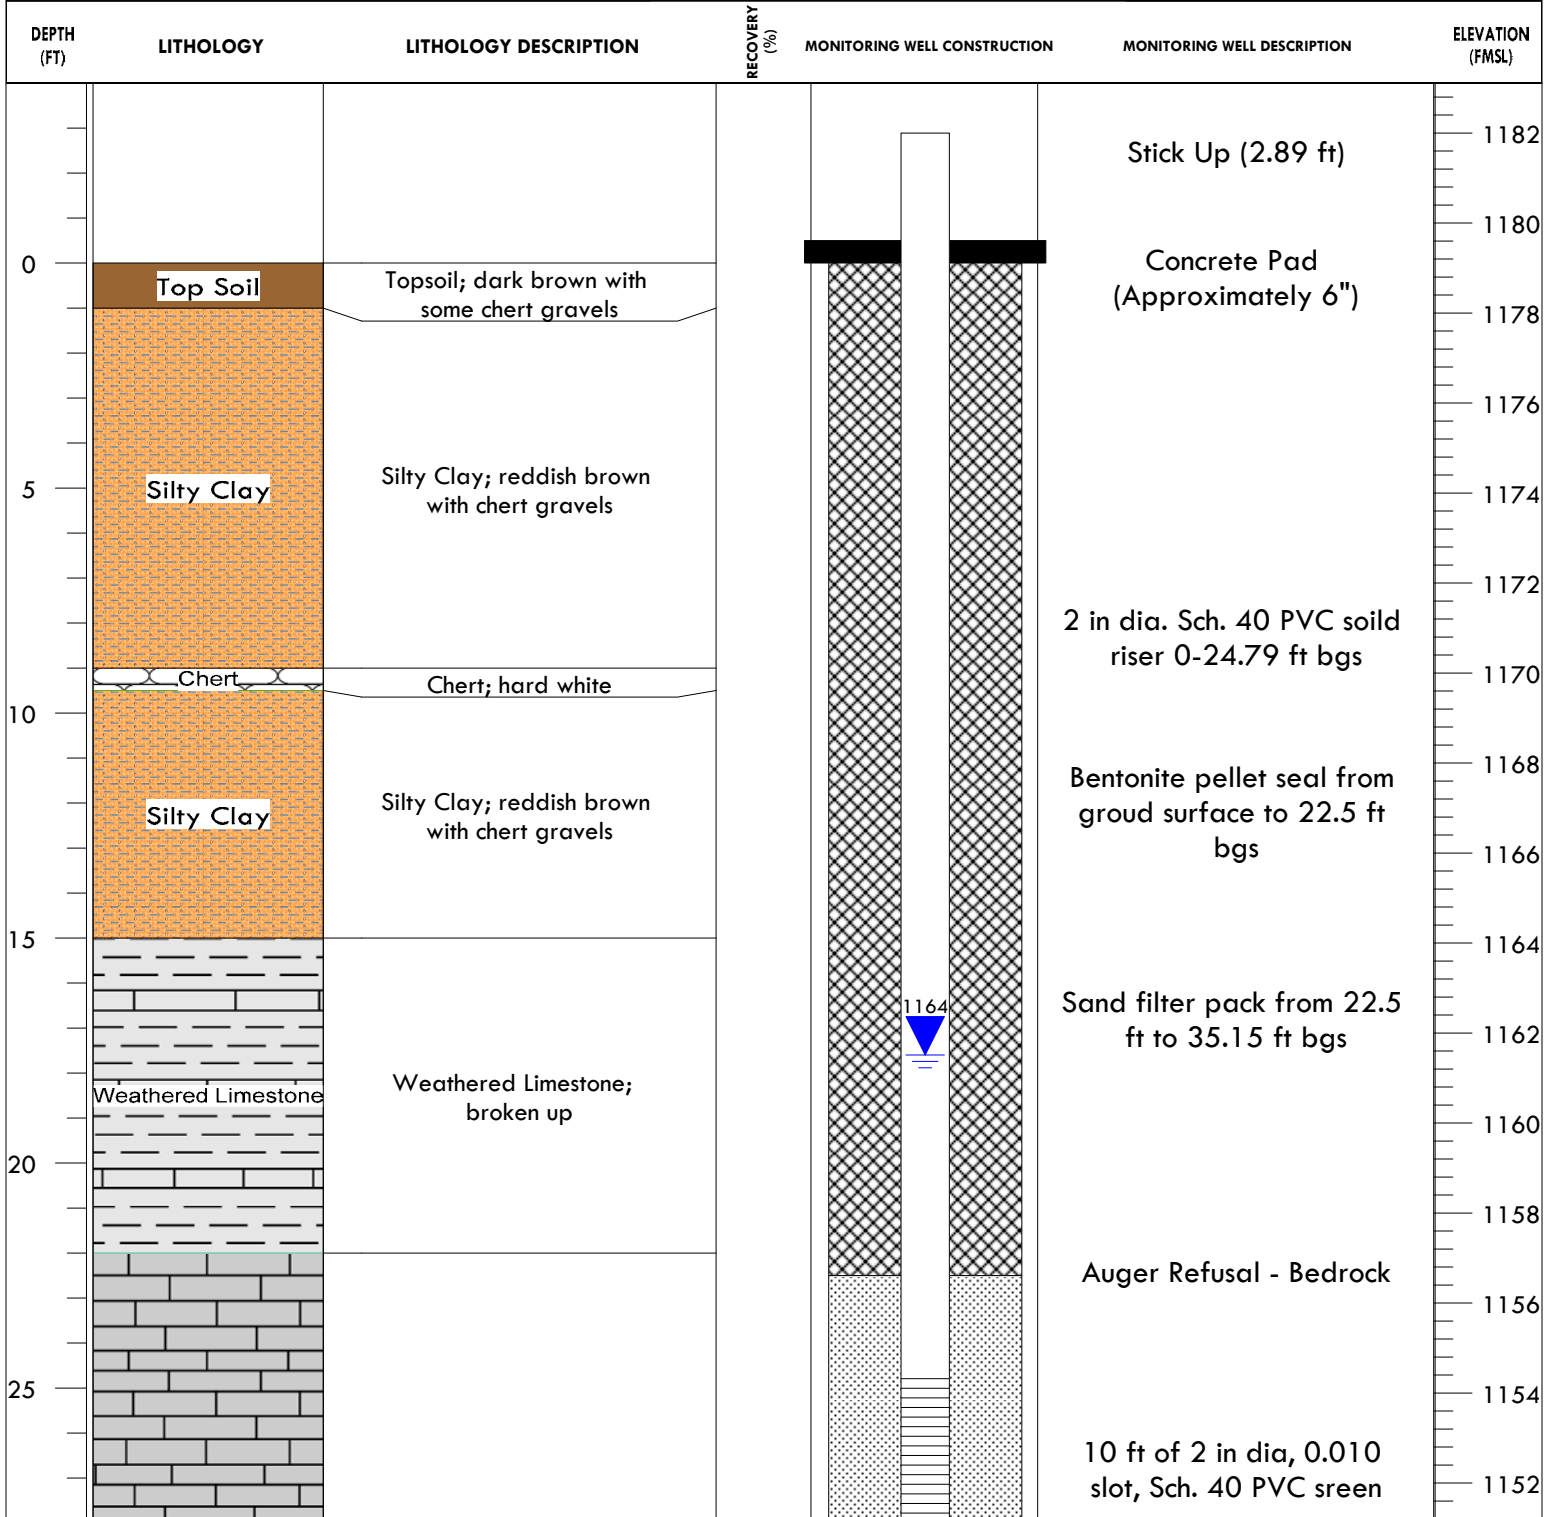 DEPTH
(FT)
LITHOLOGY
LITHOLOGY DESCRIPTION
RECOVERY
(%)
MONITORING WELL CONSTRUCTION
MONITORING WELL DESCRIPTION
ELEVATION
(FMSL)
0
5
10
15
20
25
Top Soil
Silty Clay
Chert
Silty Clay
Weathered Limestone
Topsoil; dark brown with
some chert gravels
Silty Clay; reddish brown
with chert gravels
Chert; hard white
Silty Clay; reddish brown
with chert gravels
Weathered Limestone;
broken up
1164
Stick Up (2.89 ft)
Concrete Pad
(Approximately 6")
2 in dia. Sch. 40 PVC soild
riser 0-24.79 ft bgs
Bentonite pellet seal from
groud surface to 22.5 ft
bgs
Sand filter pack from 22.5
ft to 35.15 ft bgs
Auger Refusal - Bedrock
10 ft of 2 in dia, 0.010
slot, Sch. 40 PVC sreen
1182
1180
1178
1176
1174
1172
1170
1168
1166
1164
1162
1160
1158
1156
1154
1152